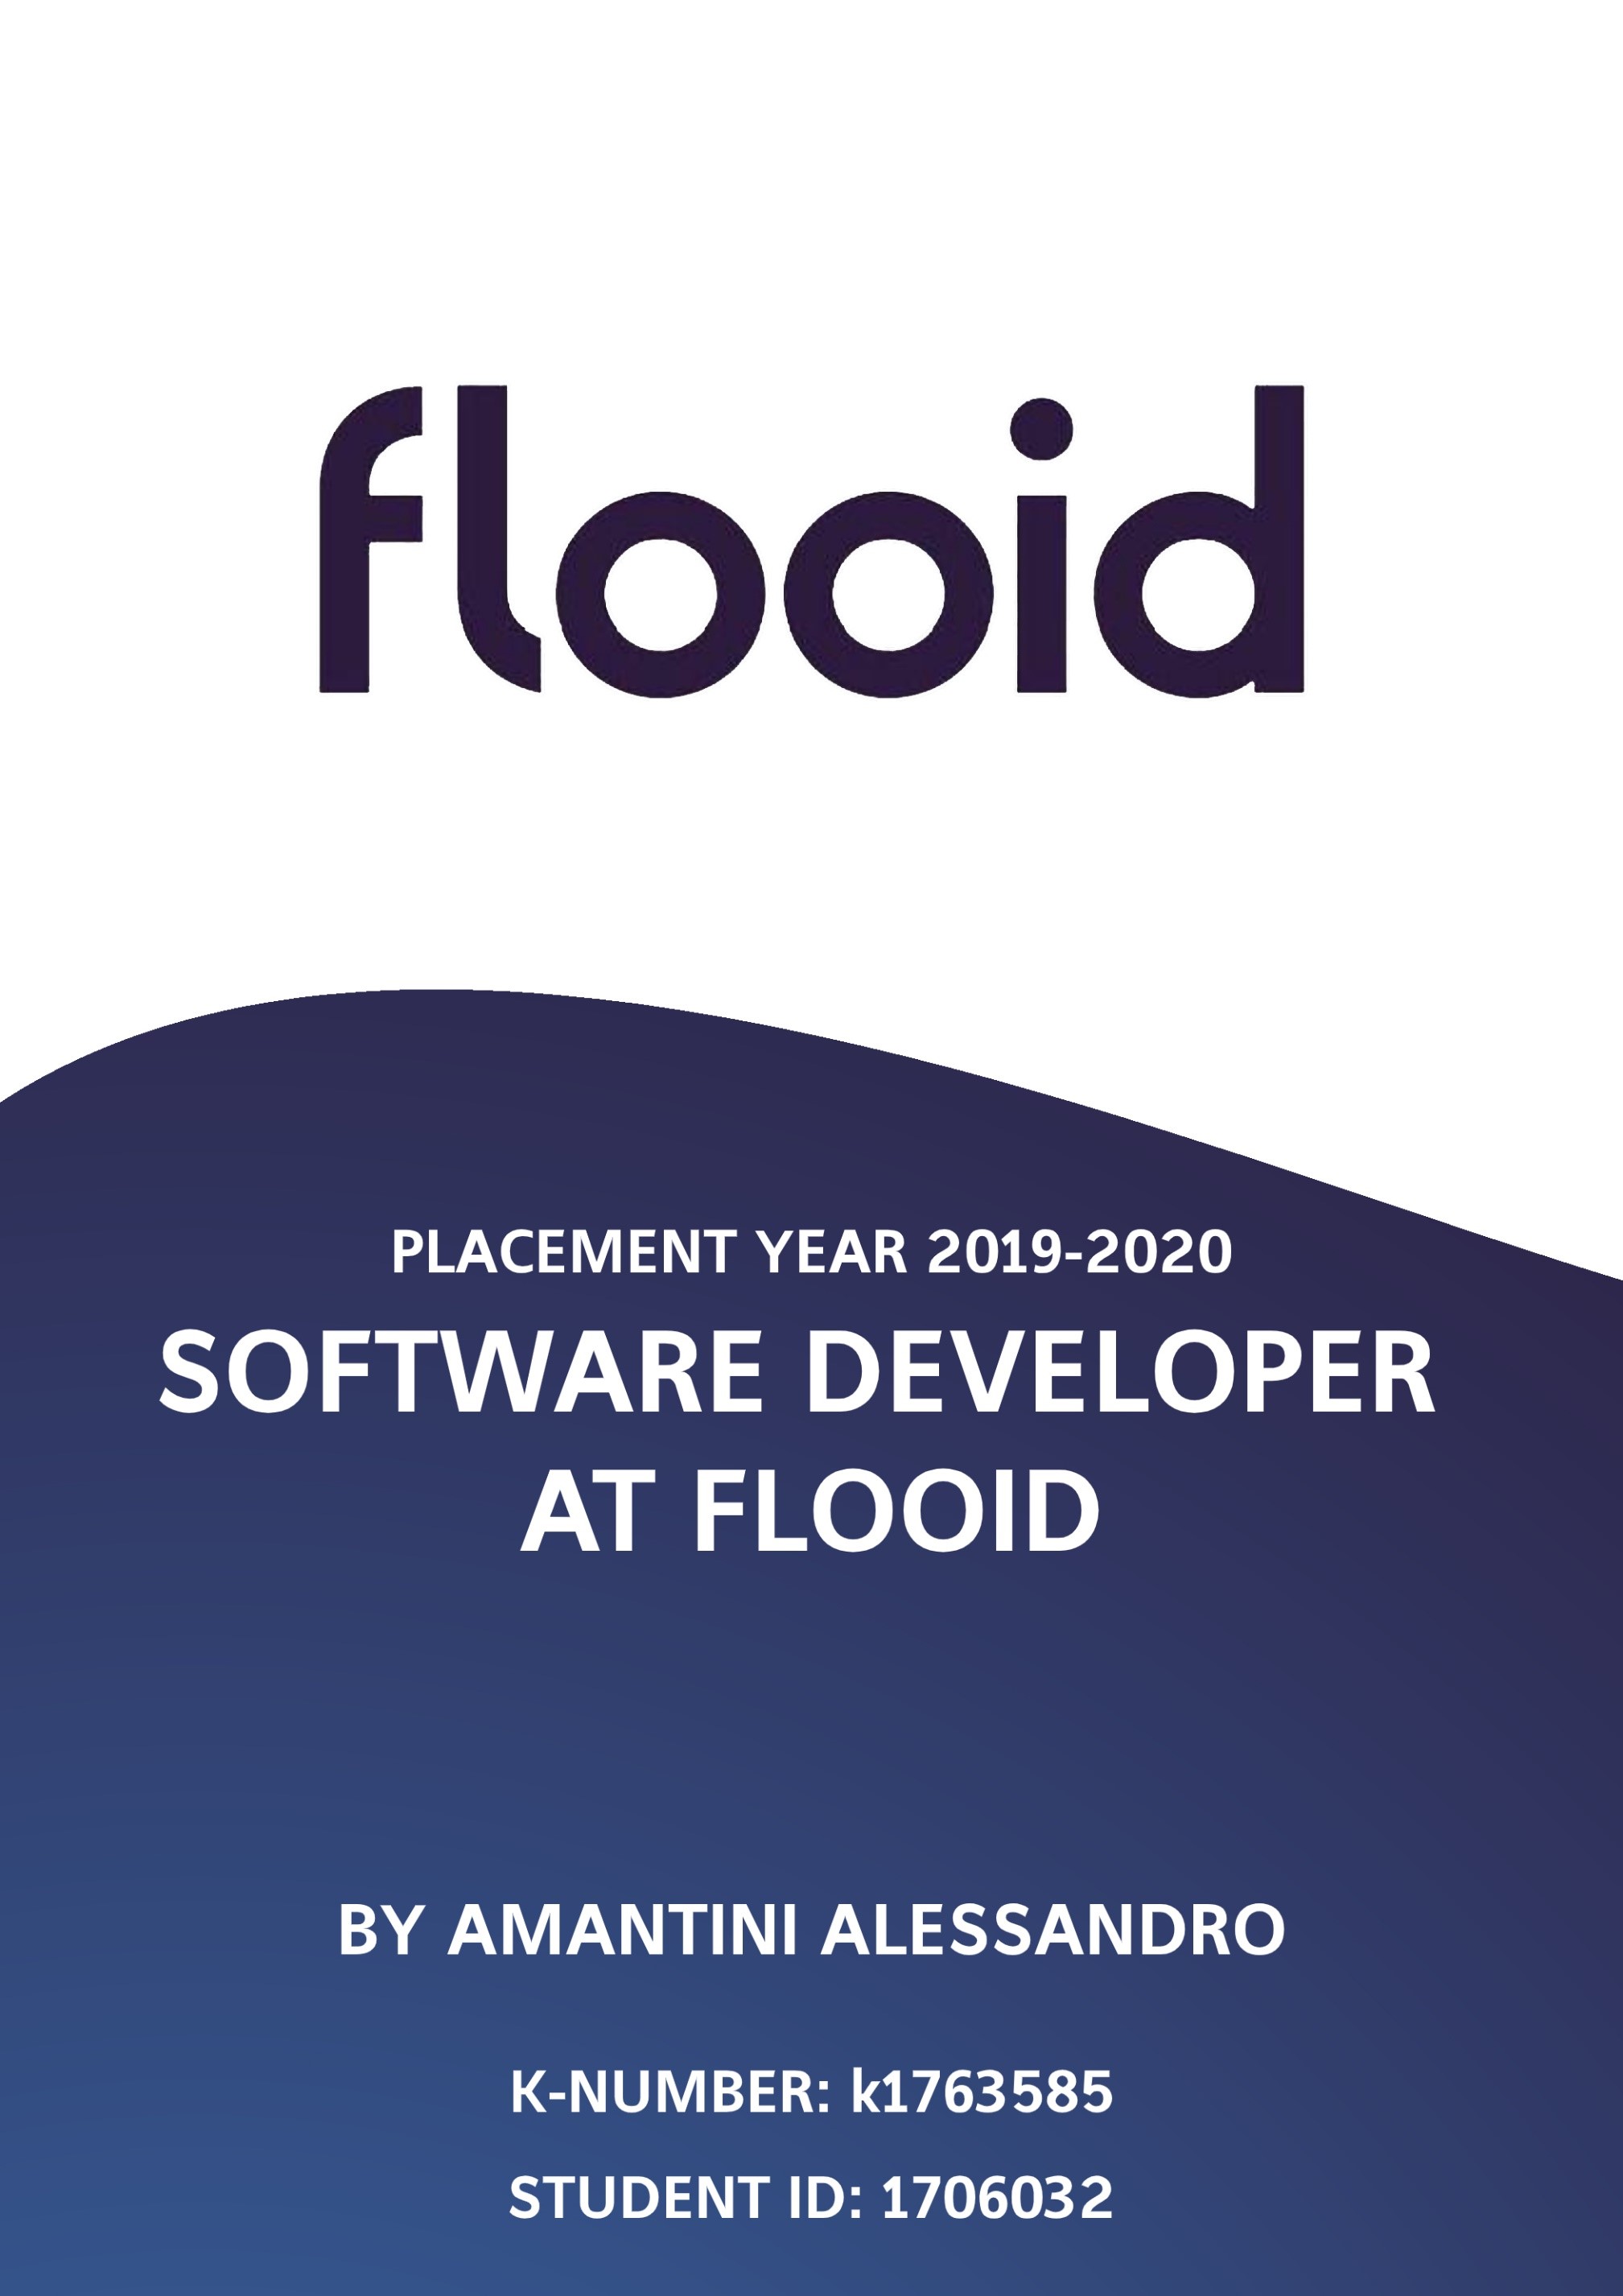 flooid
PLACEMENT YEAR 2019-2020
SOFTWARE DEVELOPER
AT FLOOID
BY AMANTINI ALESSANDRO
K-NUMBER: k1763585
STUDENT ID: 1706032